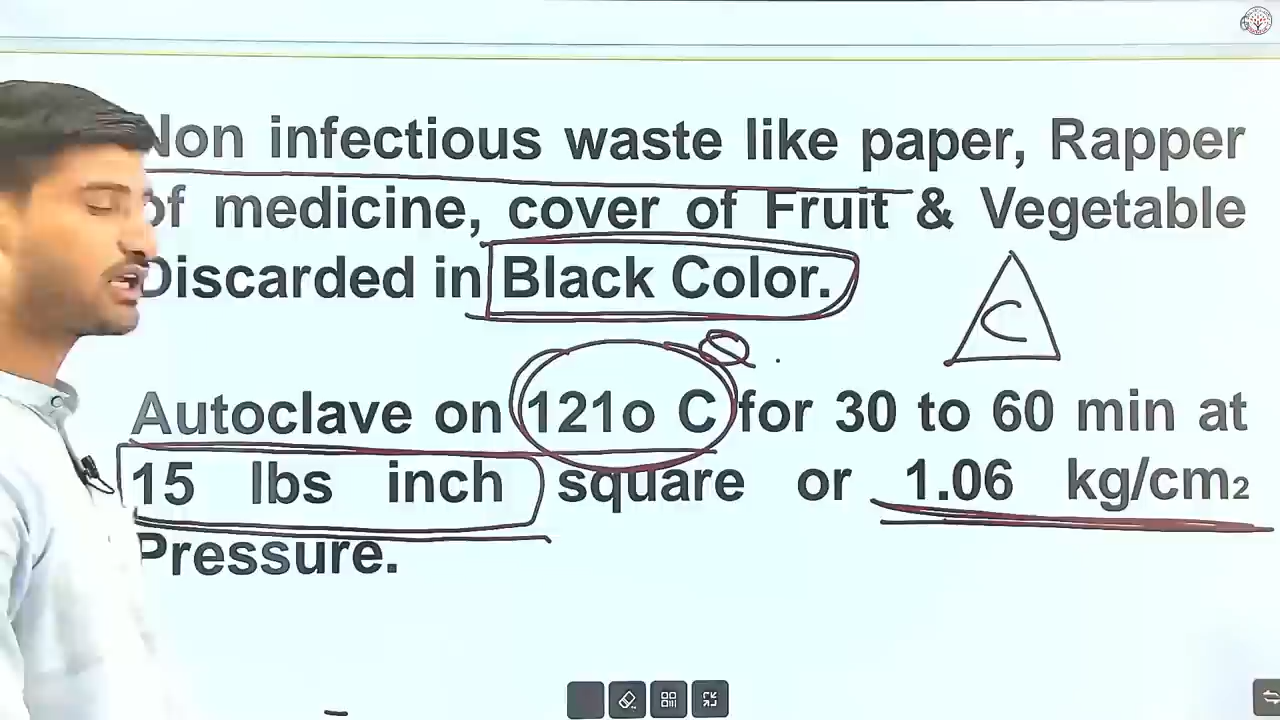 Non infectious waste like paper, Rapper
of medicine, cover of Fruit & Vegetable
Discarded in Black Color.
C
Autoclave on 121o C for 30 to 60 min at
15 lbs inch square or 1.06 kg/cm2
Pressure.